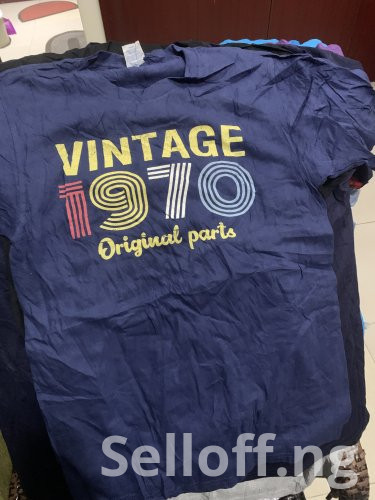 VINTAGE
1970
Original parts
Selloff.ng